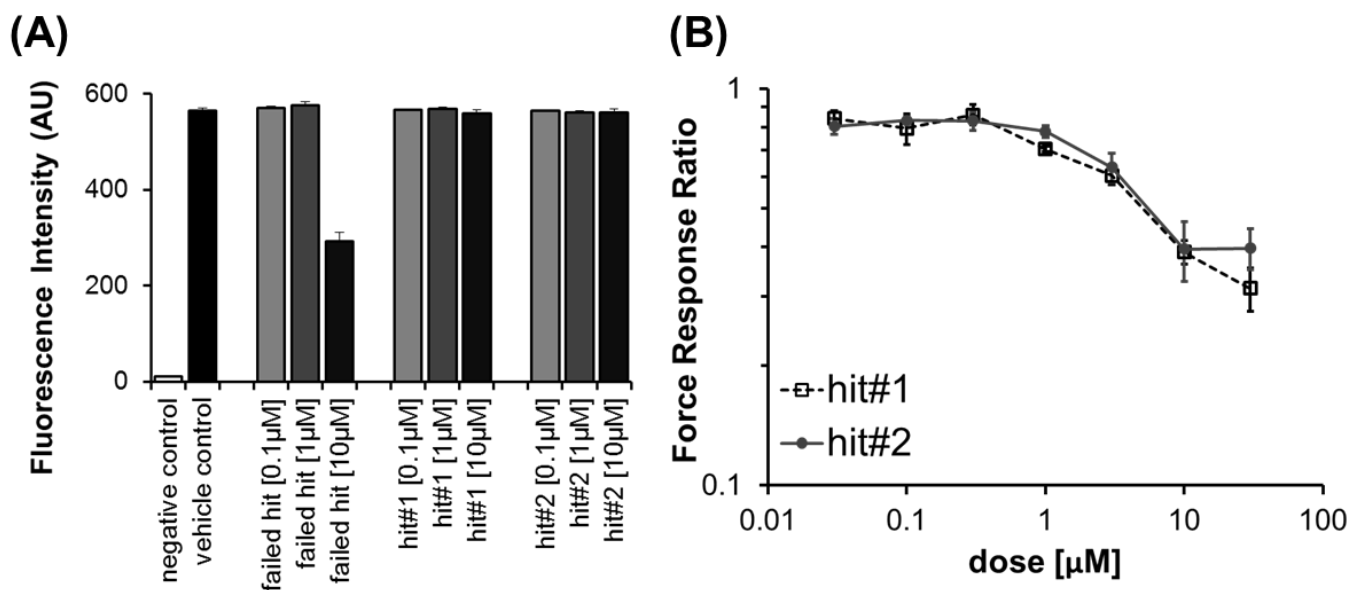 (A)
Fluorescence Intensity (AU)
600
400
200
0
negative control
vehicle control
failed hit [0.1μM]
failed hit [1μM]
failed hit [10μM]
hit#1 [0.1μM]
hit#1 [1μM]
hit#1 [10μM]
hit#2 [0.1μM]
hit#2 [1μM]
hit#2 [10μM]
(B)
Force Response Ratio
1
0.1
hit#1
hit#2
0.01
0.1
1
10
100
dose [μM]